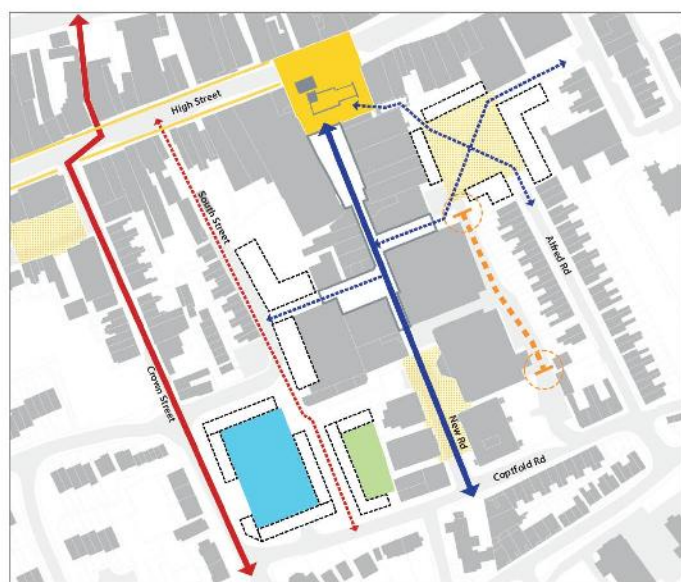 High Street
South Street
Alfred Rd
Crown Street
New Rd
Coptfold Rd